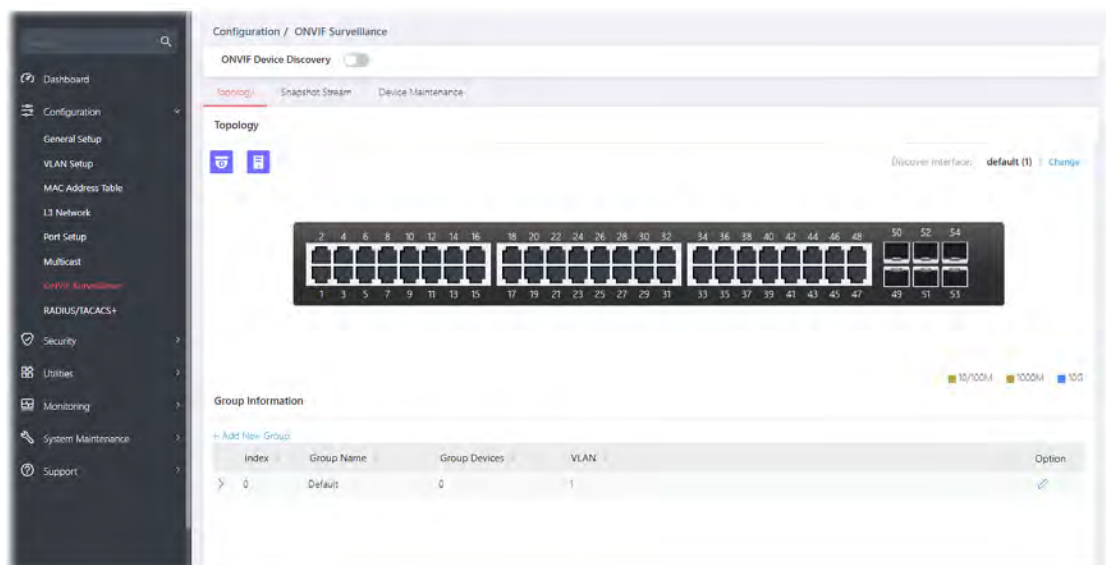 Configuration / ONVIF Surveillance
ONVIF Device Discovery
Topology Snapshot Stream Device Maintenance
Topology
Discover Interface: default (1) | Change
Dashboard
Configuration
General Setup
VLAN Setup
MAC Address Table
L3 Network
Port Setup
Multicast
ONVIF Surveillance
RADIUS/TACACS+
Security
Utilities
Monitoring
System Maintenance
Support
2 4 6 8 10 12 14 16 18 20 22 24 26 28 30 32 34 36 38 40 42 44 46 48 50 52 54
1 3 5 7 9 11 13 15 17 19 21 23 25 27 29 31 33 35 37 39 41 43 45 47 49 51 53
10/100M 1000M 10G
Group Information
+ Add New Group
Index Group Name Group Devices VLAN Option
0 Default 0 1